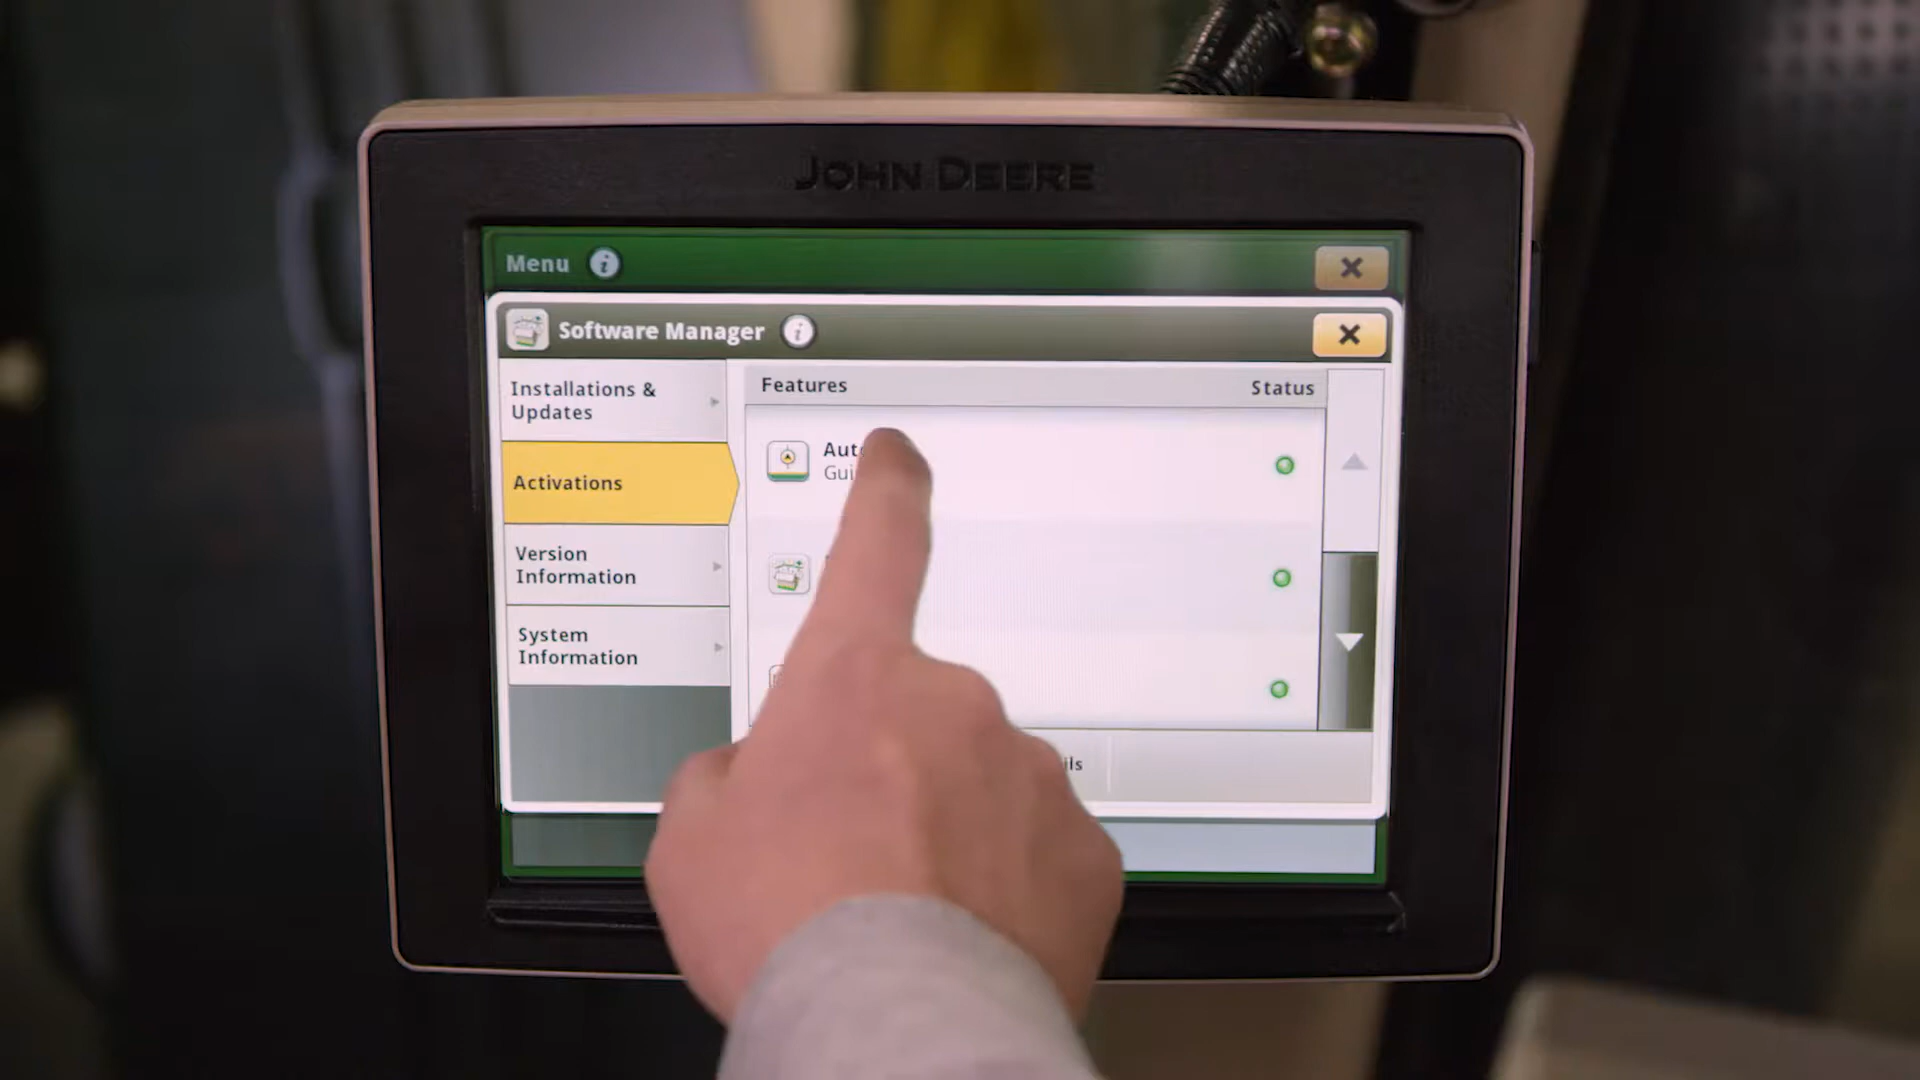 JOHN DEERE
Menu
Software Manager
Installations &
Updates
Activations
Version
Information
System
Information
Features
Status